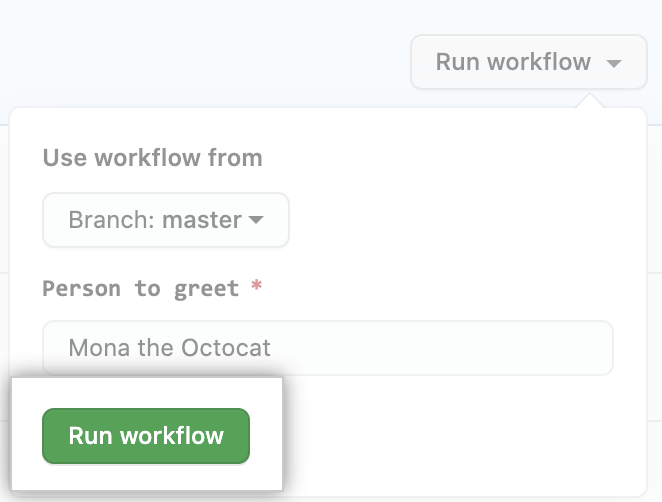 Run workflow
Use workflow from
Branch: master
Person to greet *
Mona the Octocat
Run workflow